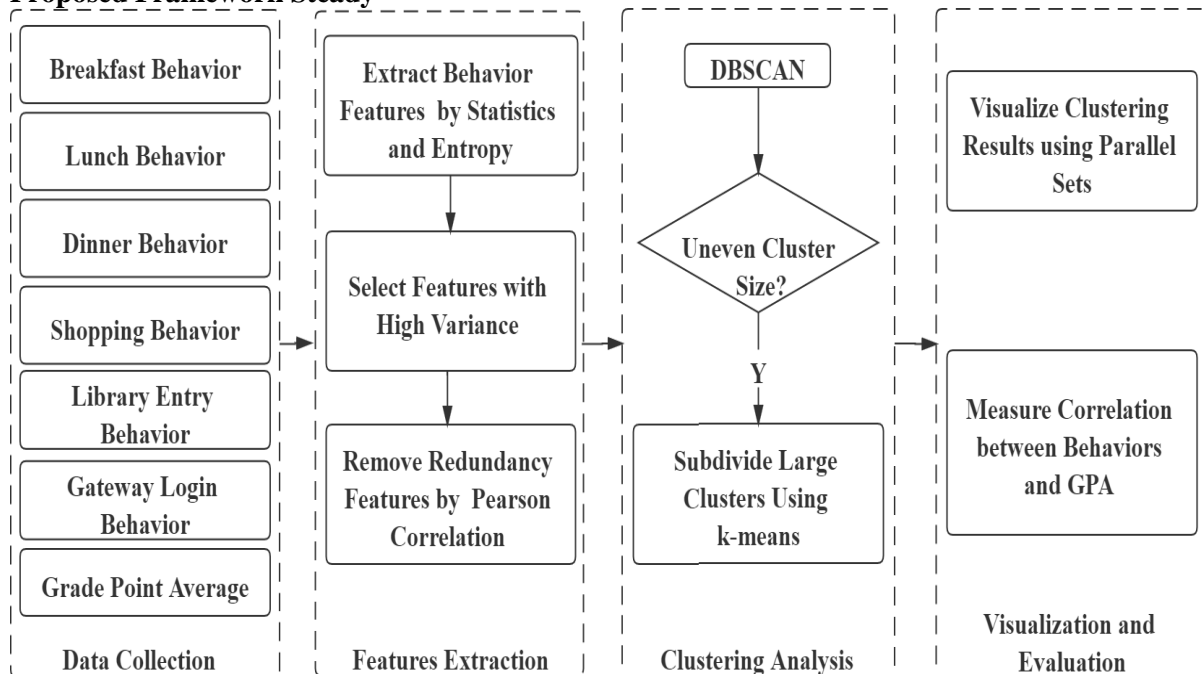 Proposed Framework Steady
Breakfast Behavior
Lunch Behavior
Dinner Behavior
Shopping Behavior
Library Entry
Behavior
Gateway Login
Behavior
Grade Point Average
Data Collection
Extract Behavior
Features by Statistics
and Entropy
Select Features with
High Variance
Remove Redundancy
Features by Pearson
Correlation
Features Extraction
DBSCAN
Uneven Cluster
Size?
Y
Subdivide Large
Clusters Using
k-means
Clustering Analysis
Visualize Clustering
Results using Parallel
Sets
Measure Correlation
between Behaviors
and GPA
Visualization and
Evaluation